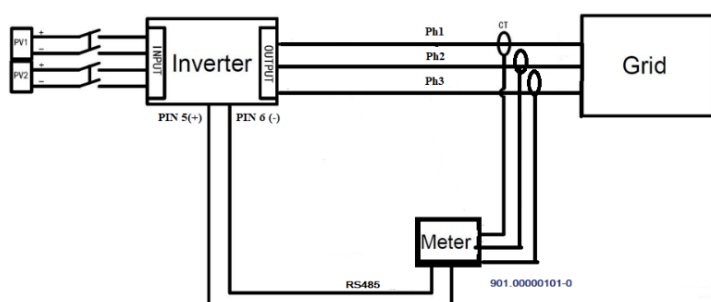 Ph1
CT
PV1
+
−
INPUT
Inverter
OUTPUT
Ph2
Grid
PV2
+
−
Ph3
PIN 5(+)
PIN 6 (-)
Meter
RS485
901.00000101-0